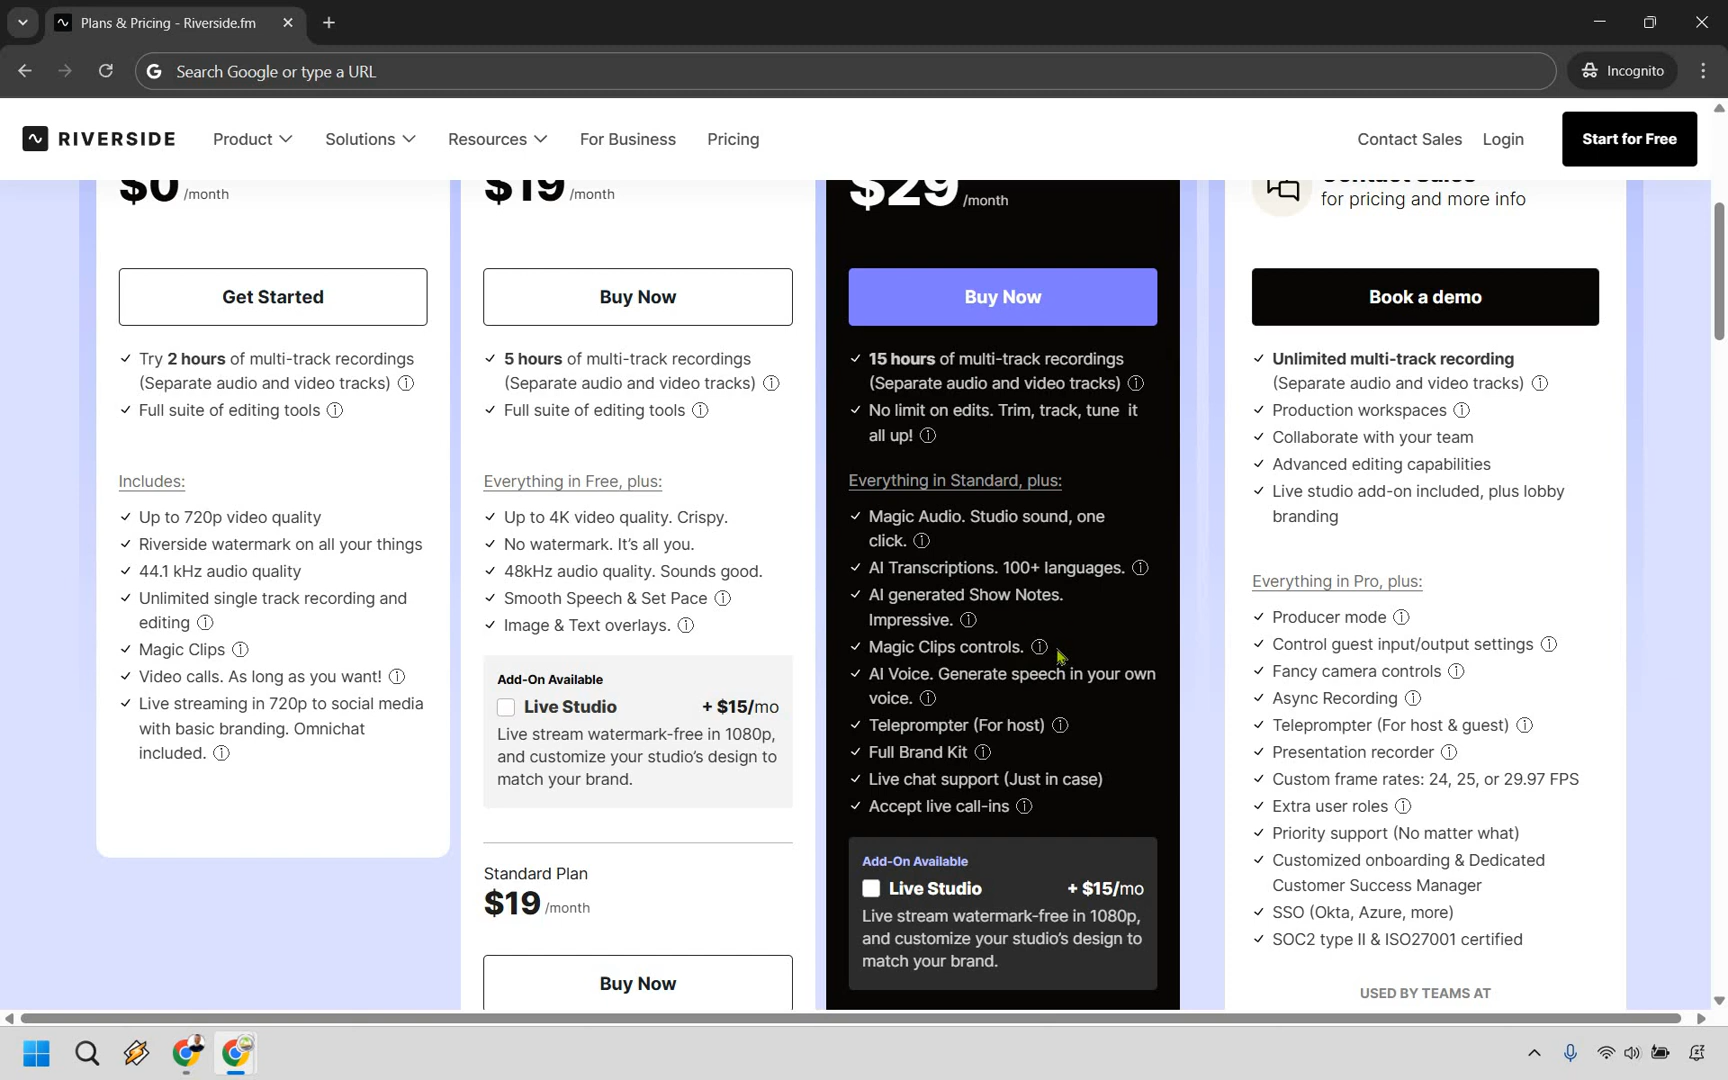 Plans & Pricing - Riverside.fm
Search Google or type a URL
Incognito
RIVERSIDE
Product
Solutions
Resources
For Business
Pricing
Contact Sales
Login
Start for Free
$0 /month
Get Started
Try 2 hours of multi-track recordings
(Separate audio and video tracks)
Full suite of editing tools
Includes:
Up to 720p video quality
Riverside watermark on all your things
44.1 kHz audio quality
Unlimited single track recording and
editing
Magic Clips
Video calls. As long as you want!
Live streaming in 720p to social media
with basic branding. Omnichat
included.
$19 /month
Buy Now
5 hours of multi-track recordings
(Separate audio and video tracks)
Full suite of editing tools
Everything in Free, plus:
Up to 4K video quality. Crispy.
No watermark. It's all you.
48kHz audio quality. Sounds good.
Smooth Speech & Set Pace
Image & Text overlays.
Add-On Available
Live Studio + $15/mo
Live stream watermark-free in 1080p,
and customize your studio's design to
match your brand.
Standard Plan
$19 /month
Buy Now
$29 /month
Buy Now
15 hours of multi-track recordings
(Separate audio and video tracks)
No limit on edits. Trim, track, tune it
all up!
Everything in Standard, plus:
Magic Audio. Studio sound, one
click.
AI Transcriptions. 100+ languages.
AI generated Show Notes.
Impressive.
Magic Clips controls.
AI Voice. Generate speech in your own
voice.
Teleprompter (For host)
Full Brand Kit
Live chat support (Just in case)
Accept live call-ins
Add-On Available
Live Studio + $15/mo
Live stream watermark-free in 1080p,
and customize your studio's design to
match your brand.
Contact Sales
for pricing and more info
Book a demo
Unlimited multi-track recording
(Separate audio and video tracks)
Production workspaces
Collaborate with your team
Advanced editing capabilities
Live studio add-on included, plus lobby
branding
Everything in Pro, plus:
Producer mode
Control guest input/output settings
Fancy camera controls
Async Recording
Teleprompter (For host & guest)
Presentation recorder
Custom frame rates: 24, 25, or 29.97 FPS
Extra user roles
Priority support (No matter what)
Customized onboarding & Dedicated
Customer Success Manager
SSO (Okta, Azure, more)
SOC2 type II & ISO27001 certified
USED BY TEAMS AT